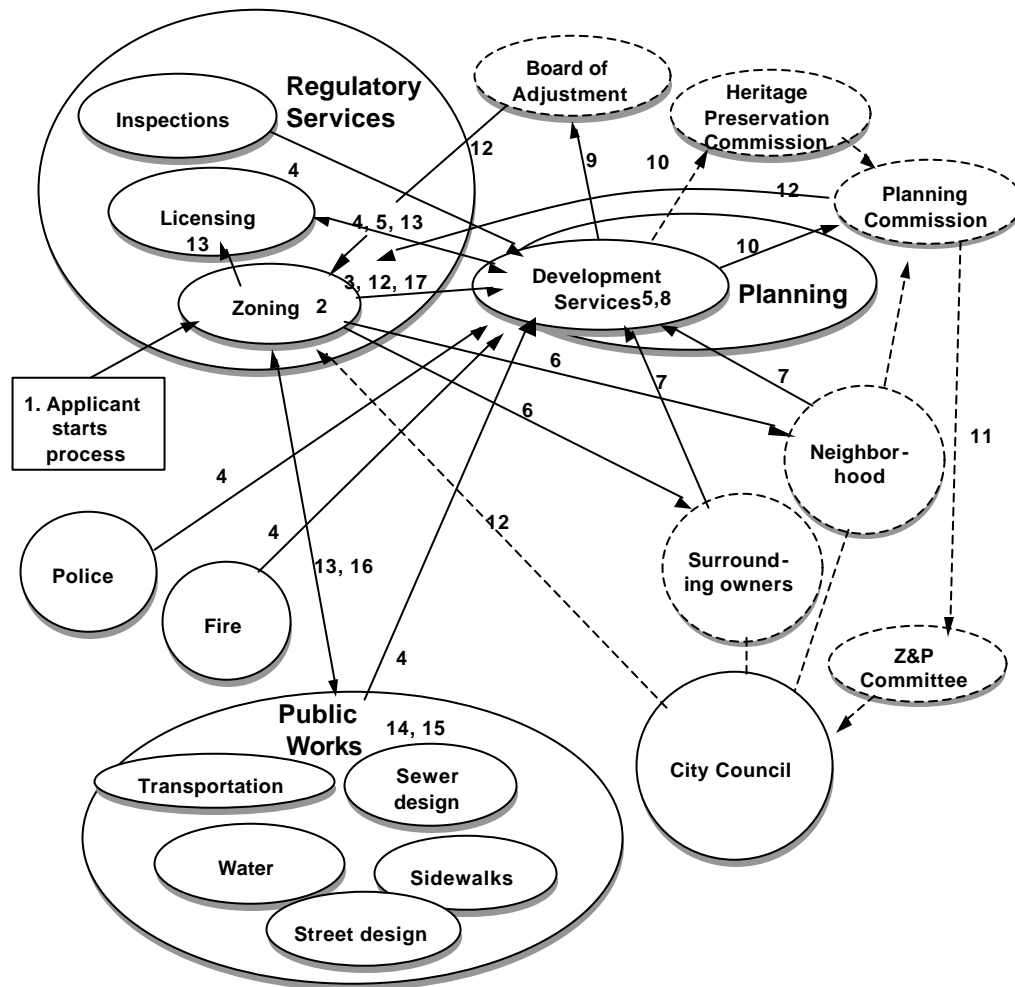 Board of
Adjustment
Heritage
Preservation
Commission
Regulatory
Services
Inspections
12
9
10
4
12
Planning
Commission
Licensing
4, 5, 13
13
10
Development
Services
5,8
3, 12, 17
Zoning
2
Planning
1. Applicant
starts
process
6
7
7
6
11
Neighbor-
hood
4
4
12
Surround-
ing owners
13, 16
Police
Fire
4
Z&P
Committee
Public
Works
14, 15
City Council
Transportation
Sewer
design
Water
Sidewalks
Street design